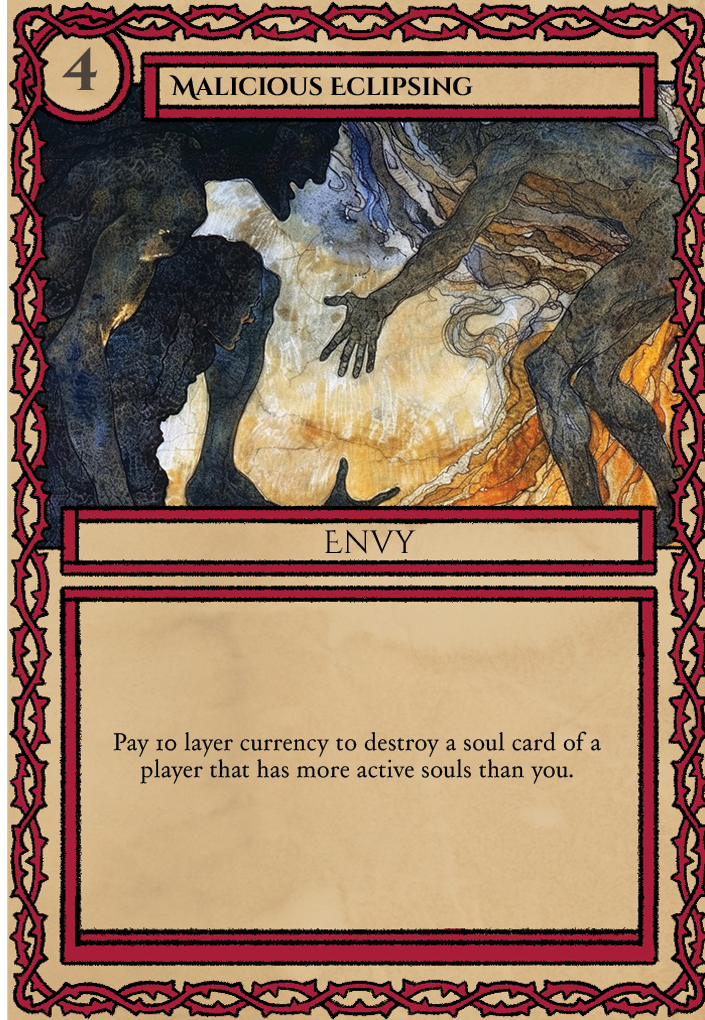 4
Malicious Eclipsing
Envy
Pay 10 layer currency to destroy a soul card of a
player that has more active souls than you.